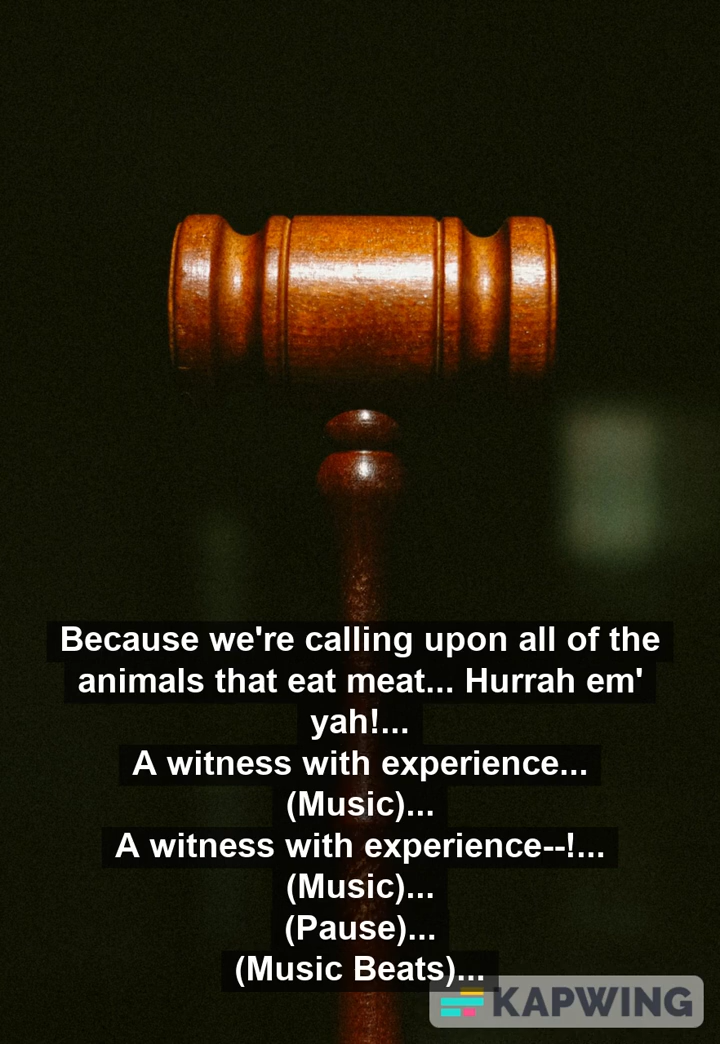 Because we're calling upon all of the
animals that eat meat... Hurrah em'
yah!...
A witness with experience...
(Music)...
A witness with experience--!...
(Music)...
(Pause)...
(Music Beats)...
KAPWING